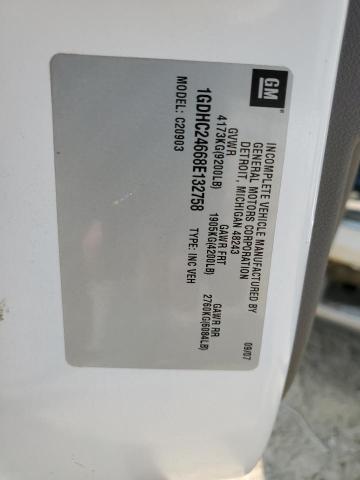 GM
INCOMPLETE VEHICLE MANUFACTURED BY
GENERAL MOTORS CORPORATION
DETROIT, MICHIGAN 48243
09/07
GVWR GAWR FRT GAWR RR
4173KG(9200LB) 1905KG(4200LB) 2760KG(6084LB)
1GDHC24668E132758 TYPE: INC VEH
MODEL: C20903